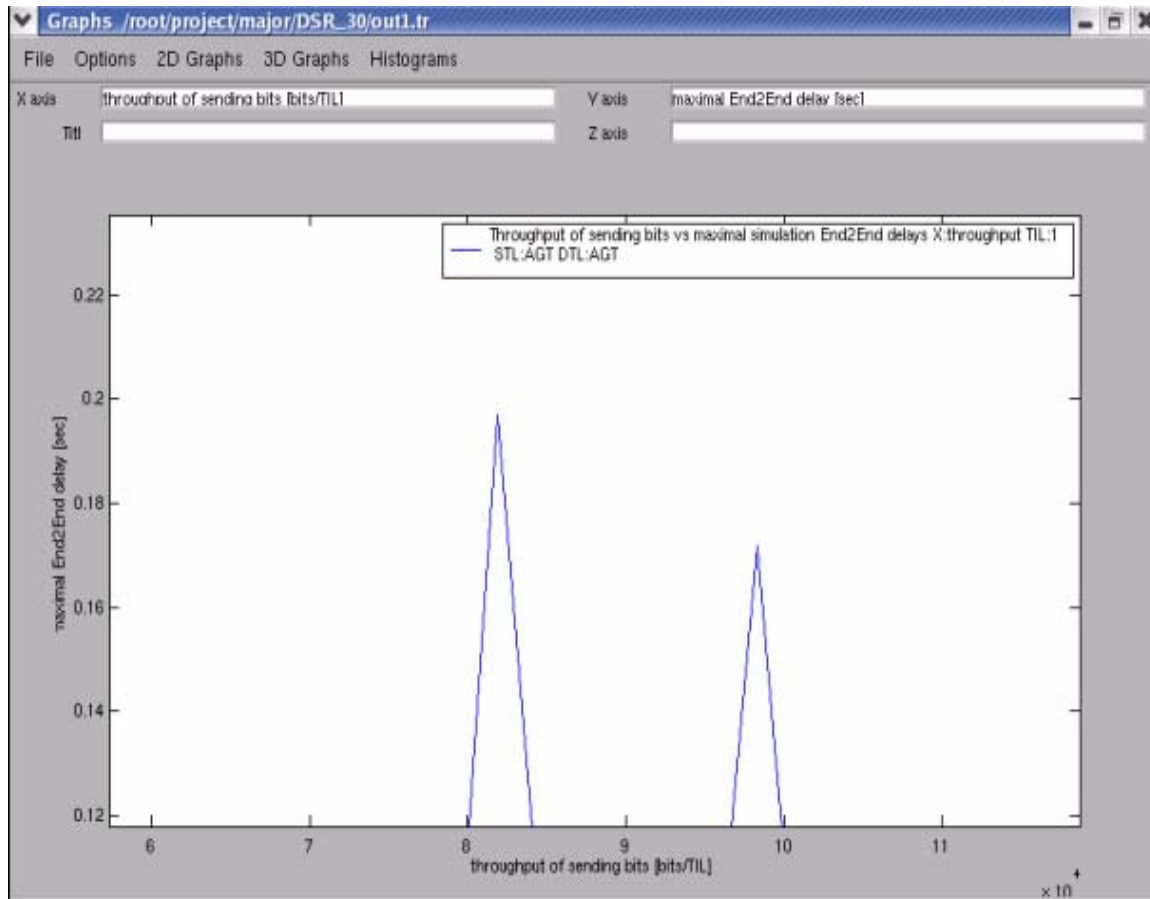 Graphs /root/project/major/DSR_30/out1.tr
File Options 2D Graphs 3D Graphs Histograms
X axis throughput of sending bits [bits/TIL] Y axis maximal End2End delay [sec]
Titl Z axis
Throughput of sending bits vs maximal simulation End2End delays X:throughput TIL:1
STL:AGT DTL:AGT
0.22
0.2
0.18
0.16
0.14
0.12
maximal End2End delay [sec]
6 7 8 9 10 11
throughput of sending bits [bits/TIL]
× 10 4